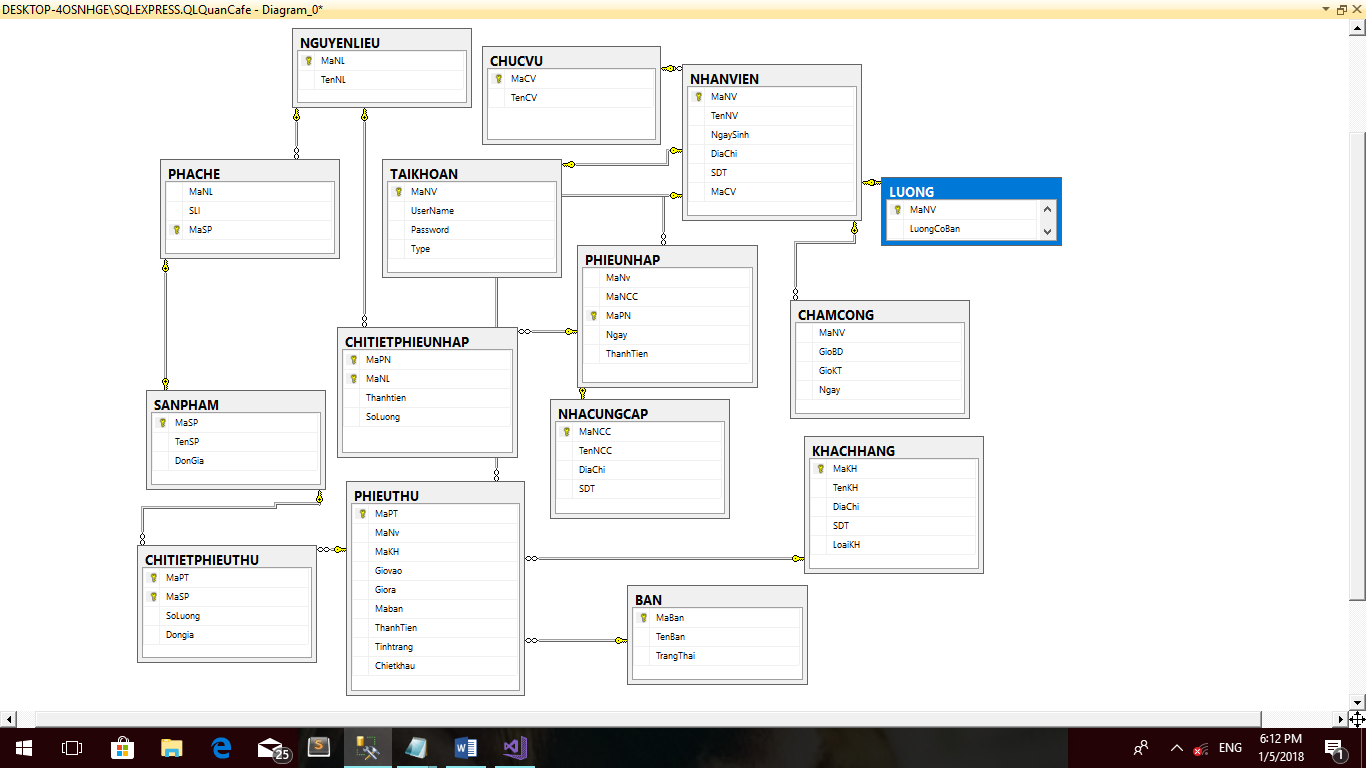 DESKTOP-4OSNHGE\SQLEXPRESS.QLQuanCafe - Diagram_0*
NGUYENLIEU
MaNL
TenNL
CHUCVU
MaCV
TenCV
NHANVIEN
MaNV
TenNV
NgaySinh
DiaChi
SDT
MaCV
PHACHE
MaNL
SLI
MaSP
TAIKHOAN
MaNV
UserName
Password
Type
LUONG
MaNV
LuongCoBan
PHIEUNHAP
MaNv
MaNCC
MaPN
Ngay
ThanhTien
CHAMCONG
MaNV
GioBD
GioKT
Ngay
CHITIETPHIEUNHAP
MaPN
MaNL
Thanhtien
SoLuong
SANPHAM
MaSP
TenSP
DonGia
NHACUNGCAP
MaNCC
TenNCC
DiaChi
SDT
KHACHHANG
MaKH
TenKH
DiaChi
SDT
LoaiKH
PHIEUTHU
MaPT
MaNv
MaKH
Giovao
Giora
Maban
ThanhTien
Tinhtrang
Chietkhau
CHITIETPHIEUTHU
MaPT
MaSP
SoLuong
Dongia
BAN
MaBan
TenBan
TrangThai
25
S
W
ENG
6:12 PM
1/5/2018
1